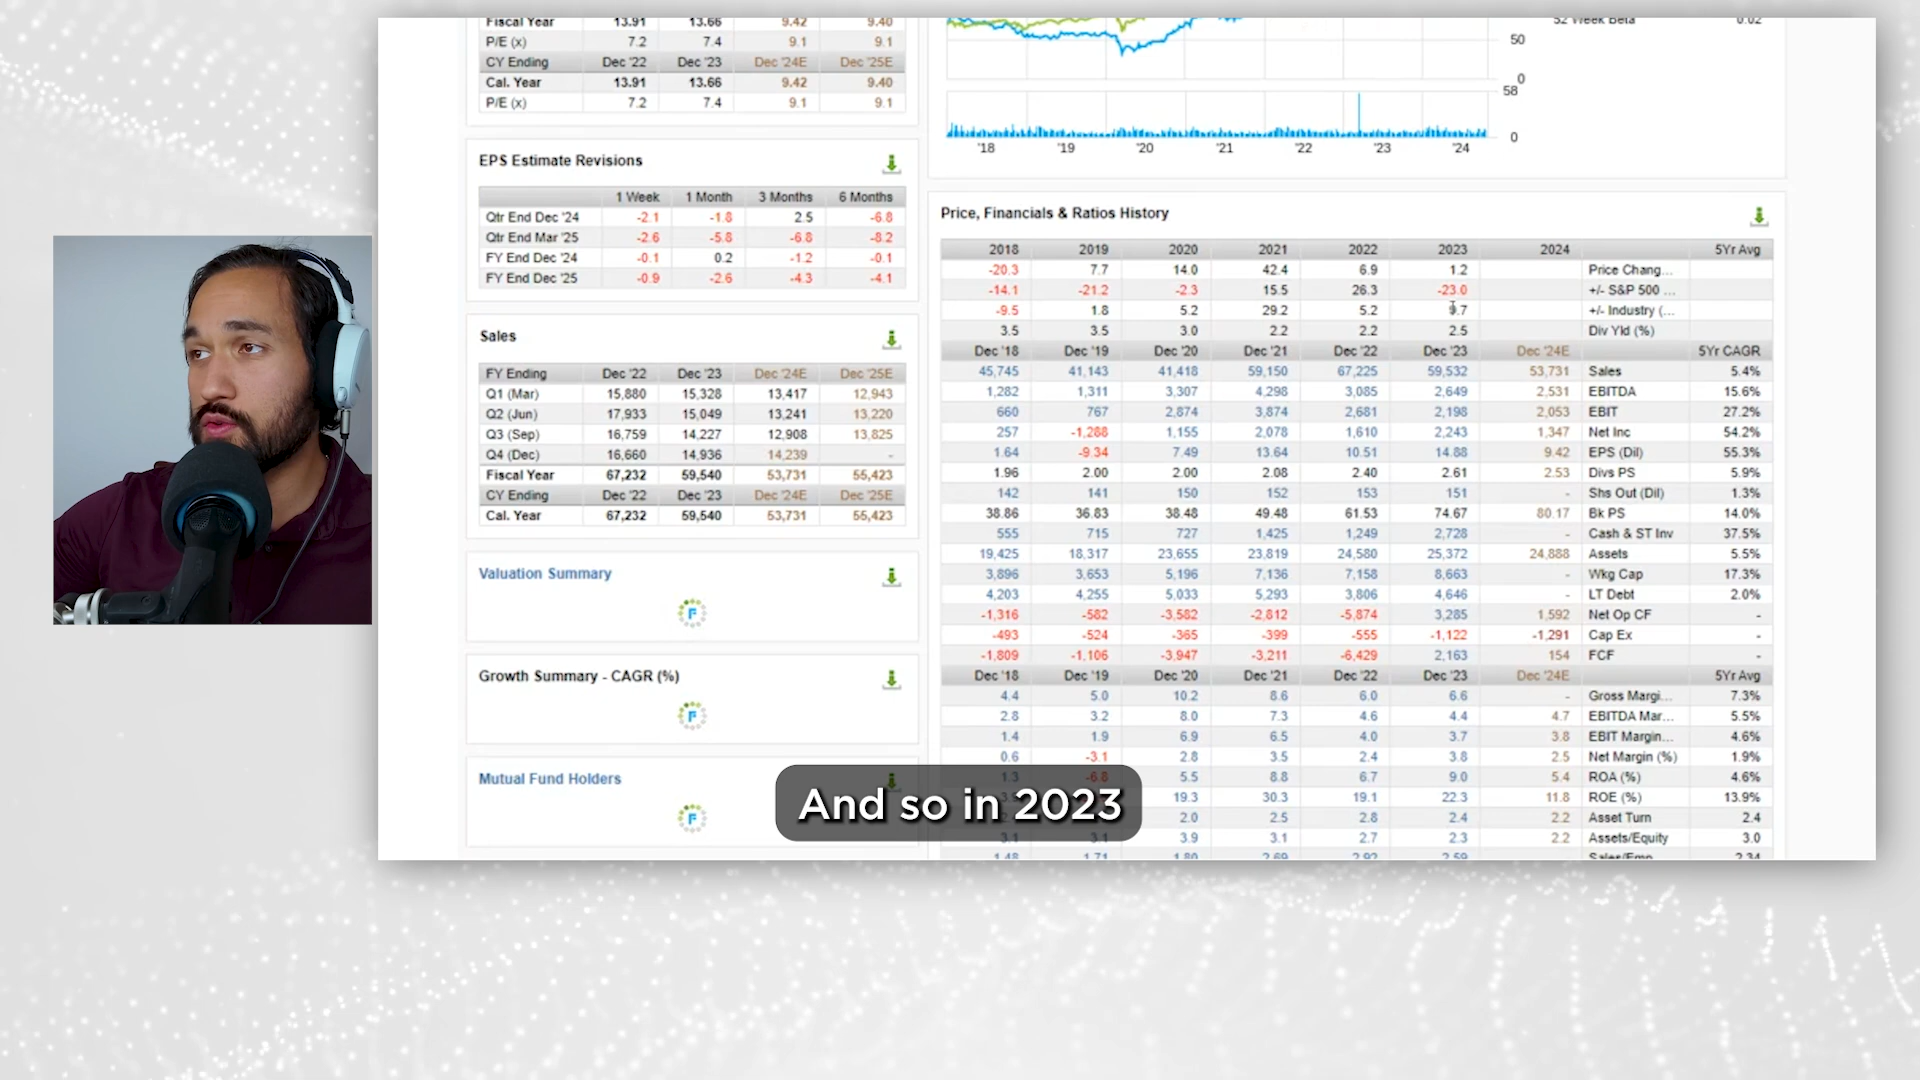 Fiscal Year 13.91 13.66 9.42 9.40
P/E (x) 7.2 7.4 9.1 9.1
CY Ending Dec '22 Dec '23 Dec '24E Dec '25E
Cal. Year 13.91 13.66 9.42 9.40
P/E (x) 7.2 7.4 9.1 9.1
EPS Estimate Revisions
1 Week 1 Month 3 Months 6 Months
Qtr End Dec '24 -2.1 -1.8 2.5 -6.8
Qtr End Mar '25 -2.6 -5.8 -6.8 -8.2
FY End Dec '24 -0.1 0.2 -1.2 -0.1
FY End Dec '25 -0.9 -2.6 -4.3 -4.1
Sales
FY Ending Dec '22 Dec '23 Dec '24E Dec '25E
Q1 (Mar) 15,880 15,328 13,417 12,943
Q2 (Jun) 17,933 15,049 13,241 13,220
Q3 (Sep) 16,759 14,227 12,908 13,825
Q4 (Dec) 16,660 14,936 14,239 -
Fiscal Year 67,232 59,540 53,731 55,423
CY Ending Dec '22 Dec '23 Dec '24E Dec '25E
Cal. Year 67,232 59,540 53,731 55,423
Valuation Summary
F
Growth Summary - CAGR (%)
F
Mutual Fund Holders
F
52 Week Beta 0.02
50
0
58
0
'18 '19 '20 '21 '22 '23 '24
Price, Financials & Ratios History
2018 2019 2020 2021 2022 2023 2024 5Yr Avg
-20.3 7.7 14.0 42.4 6.9 1.2 Price Chang...
-14.1 -21.2 -2.3 15.5 26.3 -23.0 +/- S&P 500 ...
-9.5 1.8 5.2 29.2 5.2 9.7 +/- Industry (...
3.5 3.5 3.0 2.2 2.2 2.5 Div Yld (%)
Dec '18 Dec '19 Dec '20 Dec '21 Dec '22 Dec '23 Dec '24E 5Yr CAGR
45,745 41,143 41,418 59,150 67,225 59,532 53,731 Sales 5.4%
1,282 1,311 3,307 4,298 3,085 2,649 2,531 EBITDA 15.6%
660 767 2,874 3,874 2,681 2,198 2,053 EBIT 27.2%
257 -1,288 1,155 2,078 1,610 2,243 1,347 Net Inc 54.2%
1.64 -9.34 7.49 13.64 10.51 14.88 9.42 EPS (Dil) 55.3%
1.96 2.00 2.00 2.08 2.40 2.61 2.53 Divs PS 5.9%
142 141 150 152 153 151 - Shs Out (Dil) 1.3%
38.86 36.83 38.48 49.48 61.53 74.67 80.17 Bk PS 14.0%
555 715 727 1,425 1,249 2,728 - Cash & ST Inv 37.5%
19,425 18,317 23,655 23,819 24,580 25,372 24,888 Assets 5.5%
3,896 3,653 5,196 7,136 7,158 8,663 - Wkg Cap 17.3%
4,203 4,255 5,033 5,293 3,806 4,646 - LT Debt 2.0%
-1,316 -582 -3,582 -2,812 -5,874 3,285 1,592 Net Op CF -
-493 -524 -365 -399 -555 -1,122 -1,291 Cap Ex -
-1,809 -1,106 -3,947 -3,211 -6,429 2,163 154 FCF -
Dec '18 Dec '19 Dec '20 Dec '21 Dec '22 Dec '23 Dec '24E 5Yr Avg
4.4 5.0 10.2 8.6 6.0 6.6 - Gross Margi... 7.3%
2.8 3.2 8.0 7.3 4.6 4.4 4.7 EBITDA Mar... 5.5%
1.4 1.9 6.9 6.5 4.0 3.7 3.8 EBIT Margin... 4.6%
0.6 -3.1 2.8 3.5 2.4 3.8 2.5 Net Margin (%) 1.9%
1.3 -6.8 5.5 8.8 6.7 9.0 5.4 ROA (%) 4.6%
19.3 30.3 19.1 22.3 11.8 ROE (%) 13.9%
2.0 2.5 2.8 2.4 2.2 Asset Turn 2.4
3.1 3.1 3.9 3.1 2.7 2.3 2.2 Assets/Equity 3.0
1.48 1.71 1.80 2.69 2.92 2.59 Sales/Emp 2.34
And so in 2023